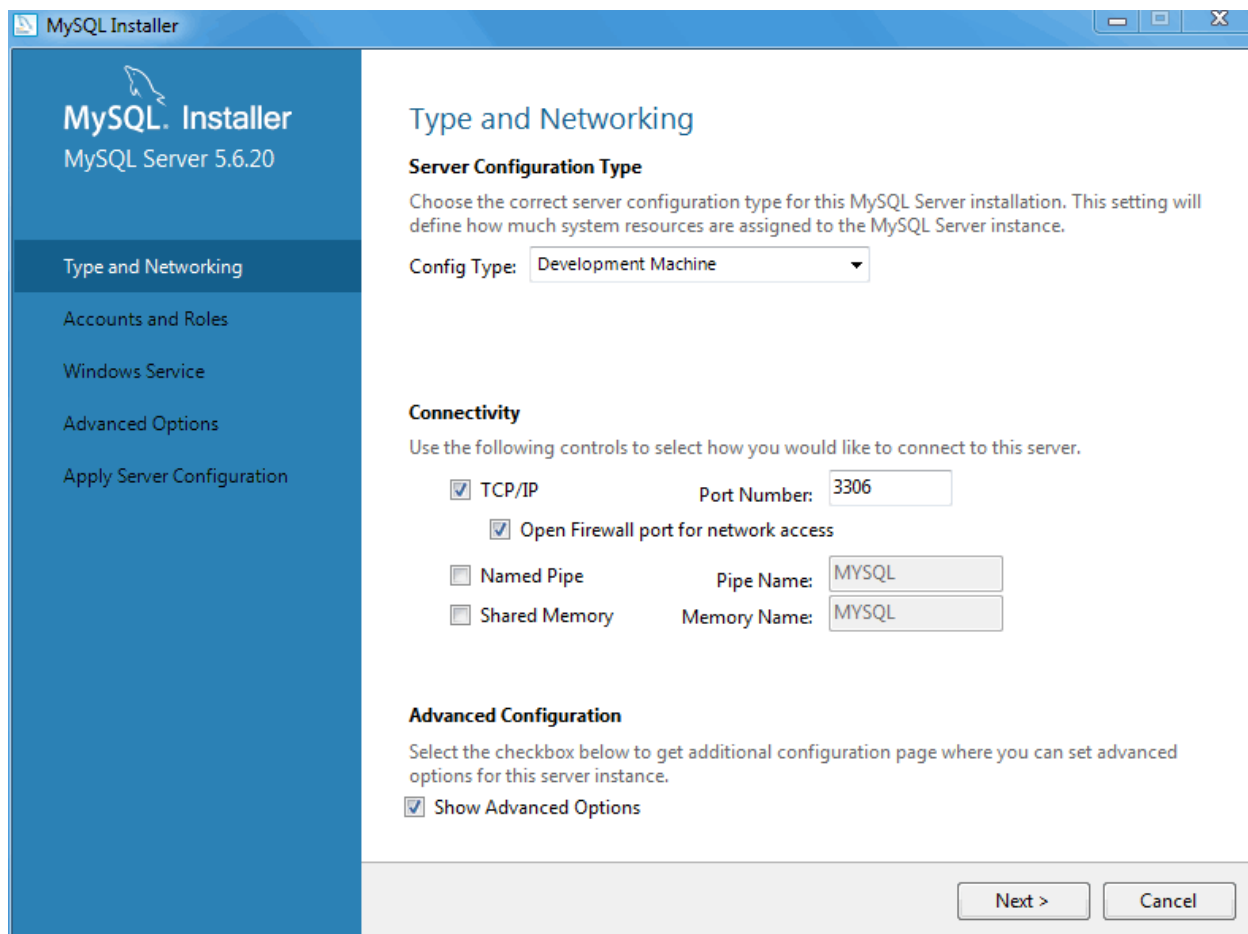 MySQL Installer
MySQL. Installer
MySQL Server 5.6.20
Type and Networking
Accounts and Roles
Windows Service
Advanced Options
Apply Server Configuration
Type and Networking
Server Configuration Type
Choose the correct server configuration type for this MySQL Server installation. This setting will
define how much system resources are assigned to the MySQL Server instance.
Config Type: Development Machine
Connectivity
Use the following controls to select how you would like to connect to this server.
TCP/IP Port Number: 3306
Open Firewall port for network access
Named Pipe Pipe Name: MYSQL
Shared Memory Memory Name: MYSQL
Advanced Configuration
Select the checkbox below to get additional configuration page where you can set advanced
options for this server instance.
Show Advanced Options
Next > Cancel